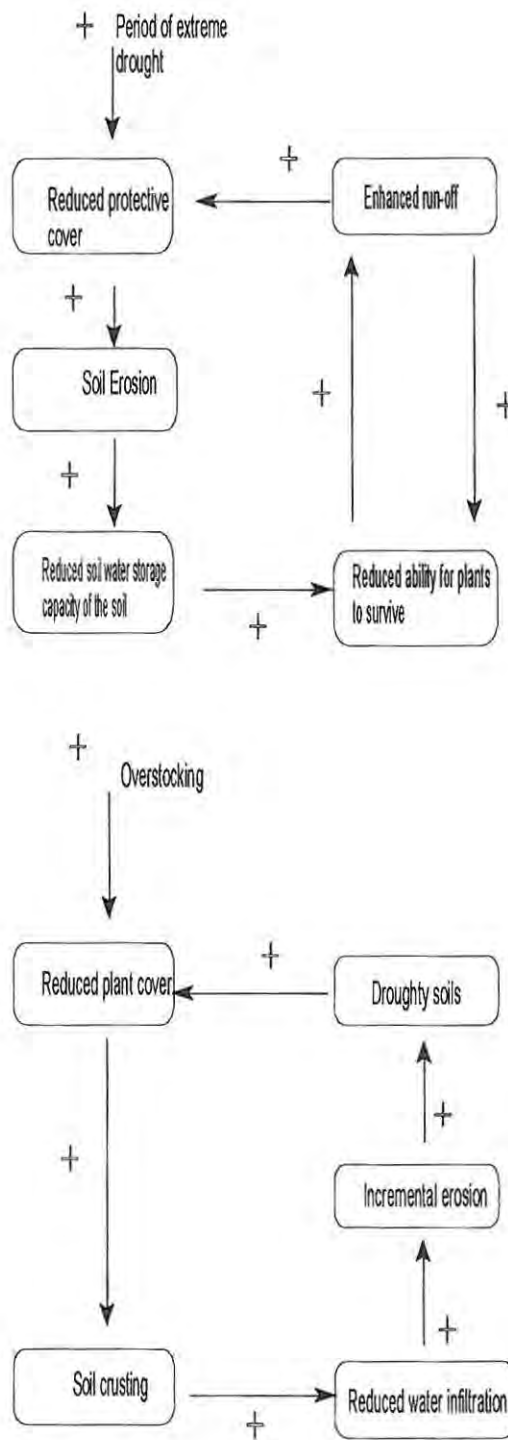 + Period of extreme
drought
+
Reduced protective
cover
Enhanced run-off
+
Soil Erosion
+
+
+
Reduced soil water storage
capacity of the soil
+
Reduced ability for plants
to survive
+
Overstocking
+
Reduced plant cover
Droughty soils
+
+
Incremental erosion
+
Soil crusting
+
Reduced water infiltration